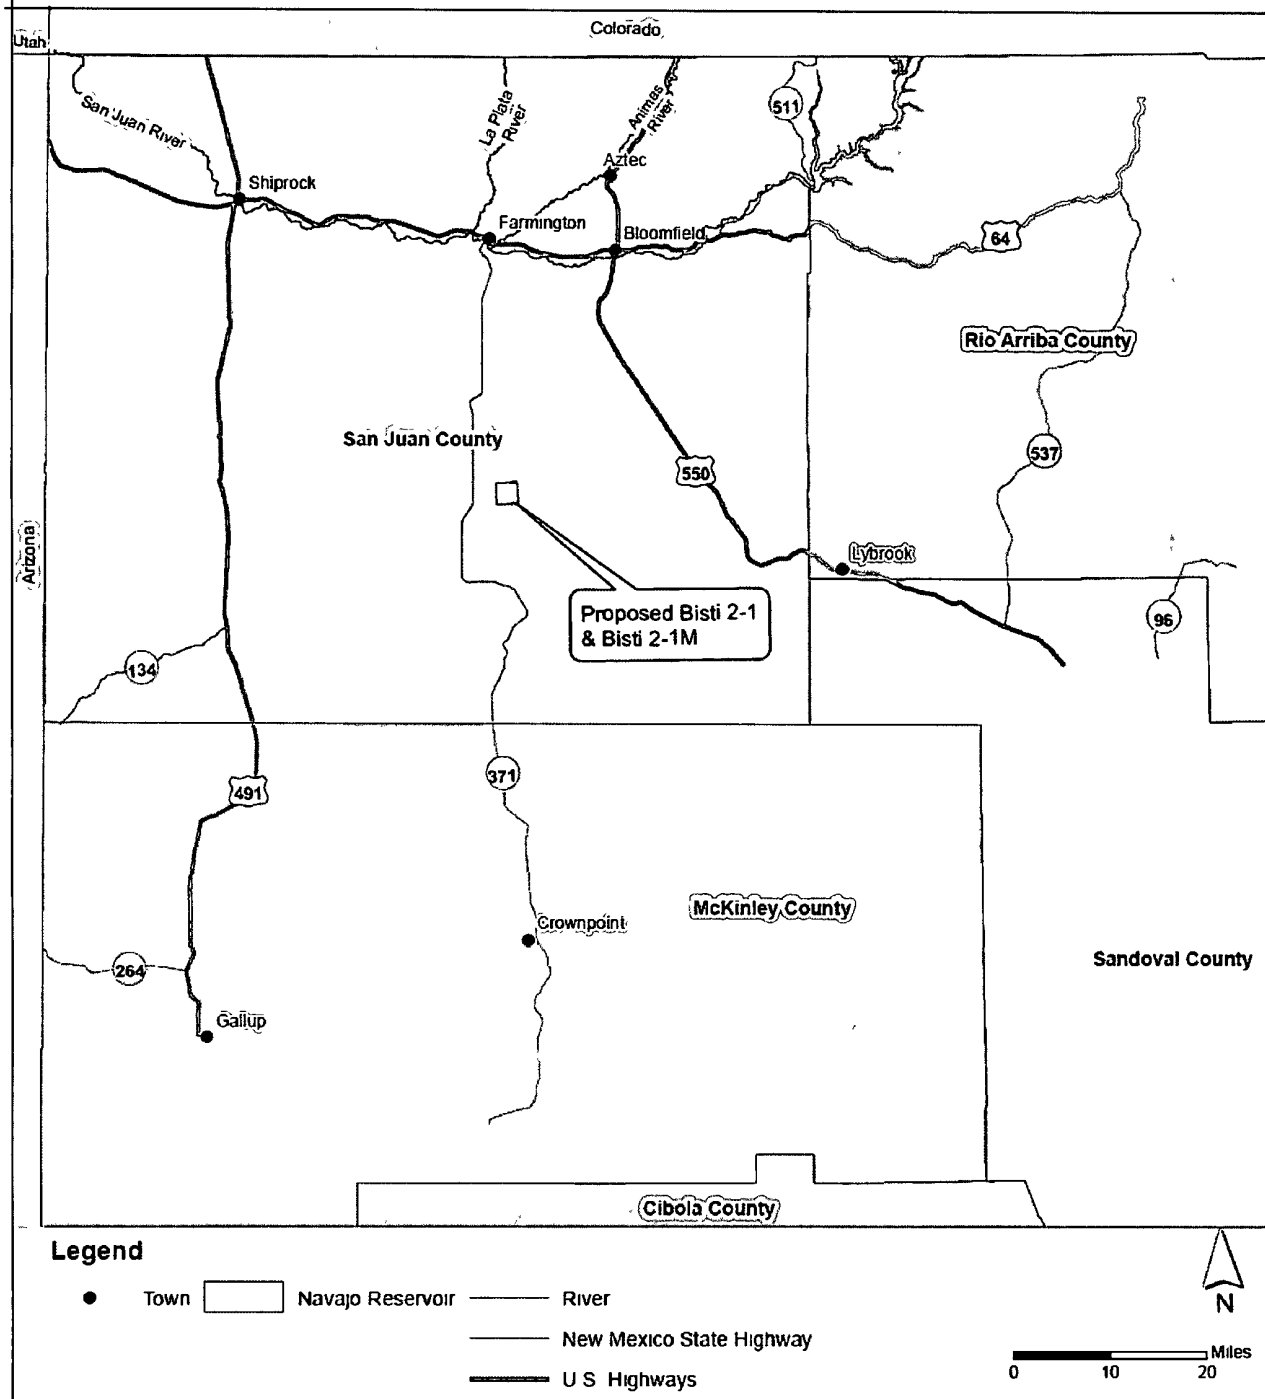 Colorado
Utah
San Juan River
La Plata
River
Animas
River
511
Aztec
Shiprock
Farmington
Bloomfield
64
Rio Arriba County
San Juan County
537
550
Arizona
Lybrook
Proposed Bisti 2-1
& Bisti 2-1M
96
134
371
491
McKinley County
Crownpoint
Sandoval County
264
Gallup
Cibola County
Legend
Town
Navajo Reservoir
River
N
New Mexico State Highway
Miles
0 10 20
U S Highways